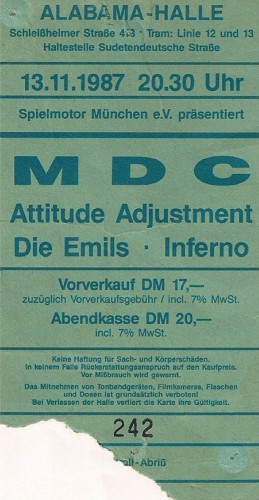 ALABAMA-HALLE
Schleißheimer Straße 418 · Tram: Linie 12 und 13
Haltestelle Sudetendeutsche Straße
13.11.1987 20.30 Uhr
Spielmotor München e.V. präsentiert
MDC
Attitude Adjustment
Die Emils · Inferno
Vorverkauf DM 17,—
zuzüglich Vorverkaufsgebühr / incl. 7% MwSt.
Abendkasse DM 20,—
incl. 7% MwSt.
Keine Haftung für Sach- und Körperschäden.
In keinem Falle Rückerstattungsanspruch auf den Kaufpreis.
Vor Mißbrauch wird gewarnt.
Das Mitnehmen von Tonbandgeräten, Filmkameras, Flaschen
und Dosen ist grundsätzlich verboten!
Bei Verlassen der Halle verliert die Karte ihre Gültigkeit.
242
-Abriß